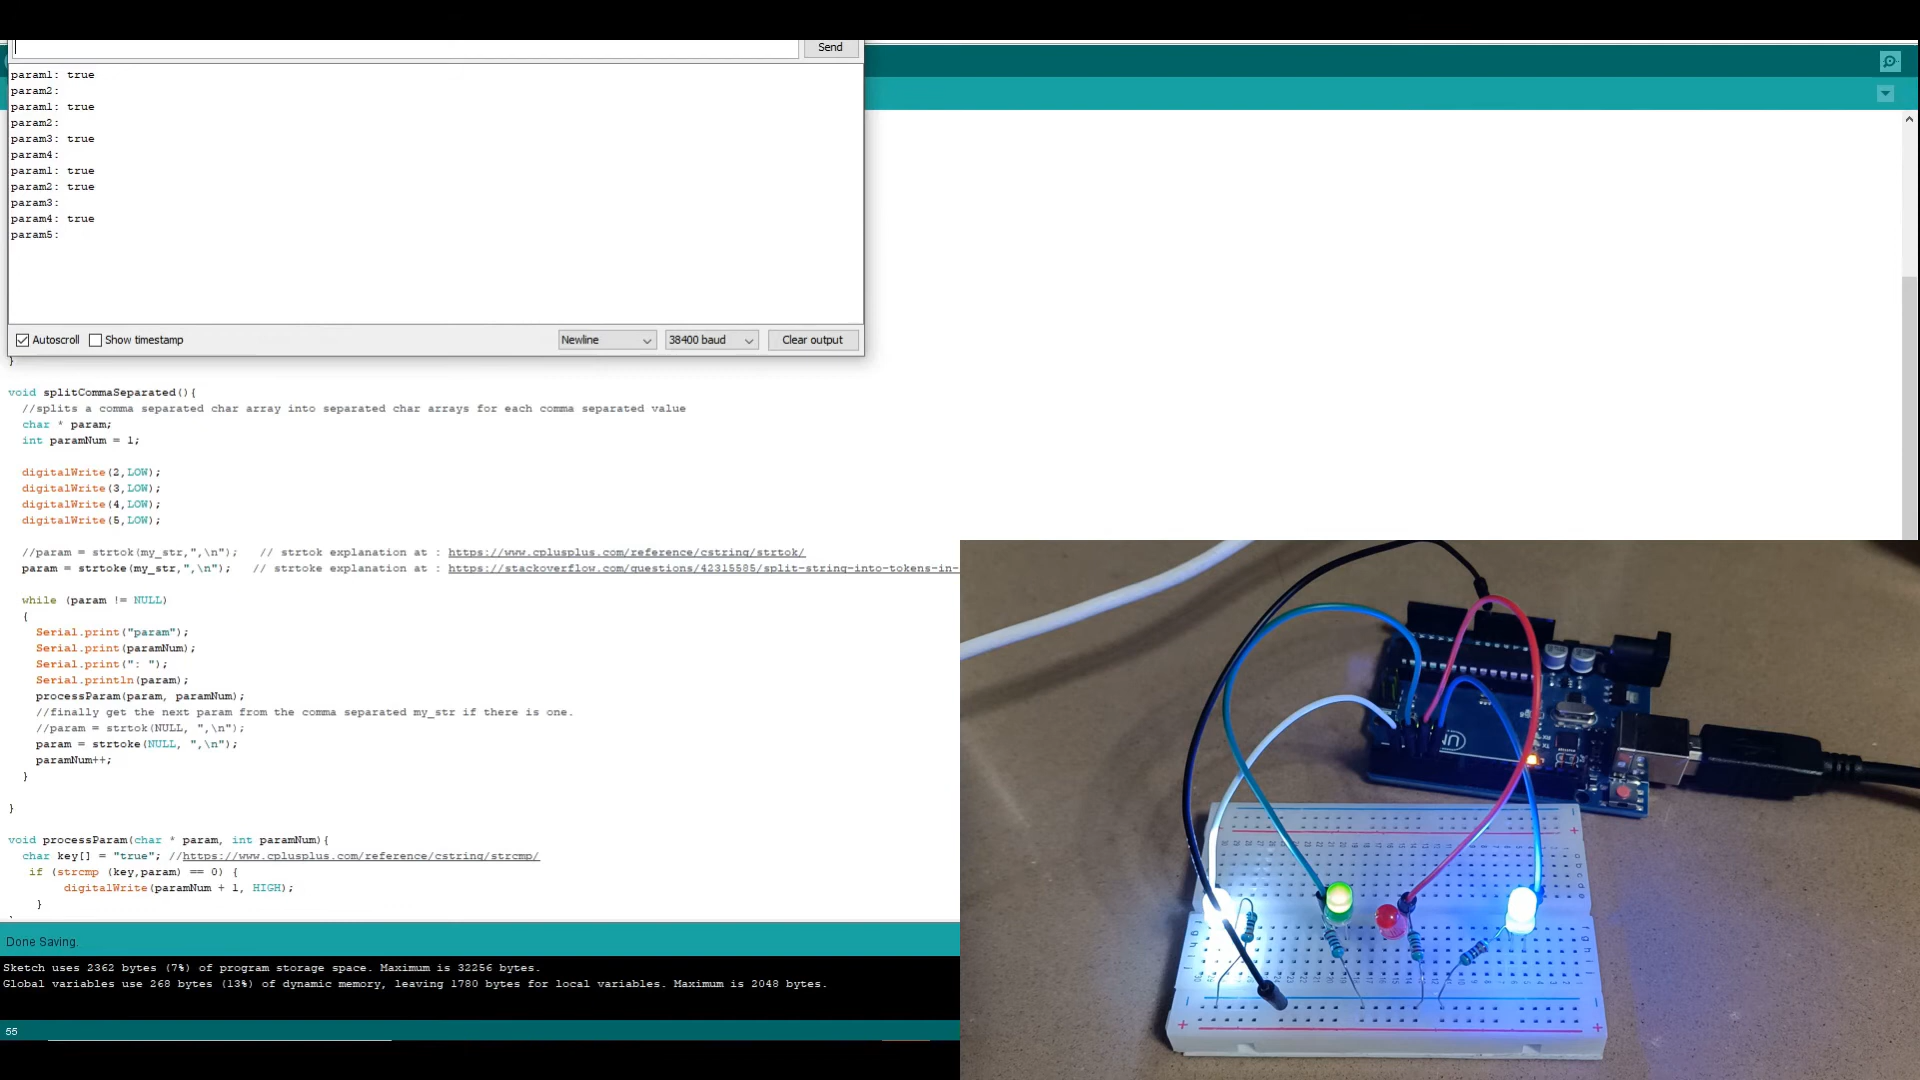 Send
param1: true
param2:
param1: true
param2:
param3: true
param4:
param1: true
param2: true
param3:
param4: true
param5:
Autoscroll Show timestamp Newline 38400 baud Clear output
}
void splitCommaSeparated(){
//splits a comma separated char array into separated char arrays for each comma separated value
char * param;
int paramNum = 1;
digitalWrite(2,LOW);
digitalWrite(3,LOW);
digitalWrite(4,LOW);
digitalWrite(5,LOW);
//param = strtok(my_str,",\n"); // strtok explanation at : https://www.cplusplus.com/reference/cstring/strtok/
param = strtoke(my_str,",\n"); // strtoke explanation at : https://stackoverflow.com/questions/42315585/split-string-into-tokens-in-
while (param != NULL)
{
Serial.print("param");
Serial.print(paramNum);
Serial.print(": ");
Serial.println(param);
processParam(param, paramNum);
//finally get the next param from the comma separated my_str if there is one.
//param = strtok(NULL, ",\n");
param = strtoke(NULL, ",\n");
paramNum++;
}
}
void processParam(char * param, int paramNum){
char key[] = "true"; //https://www.cplusplus.com/reference/cstring/strcmp/
if (strcmp (key,param) == 0) {
digitalWrite(paramNum + 1, HIGH);
}
Done Saving.
Sketch uses 2362 bytes (7%) of program storage space. Maximum is 32256 bytes.
Global variables use 268 bytes (13%) of dynamic memory, leaving 1780 bytes for local variables. Maximum is 2048 bytes.
55